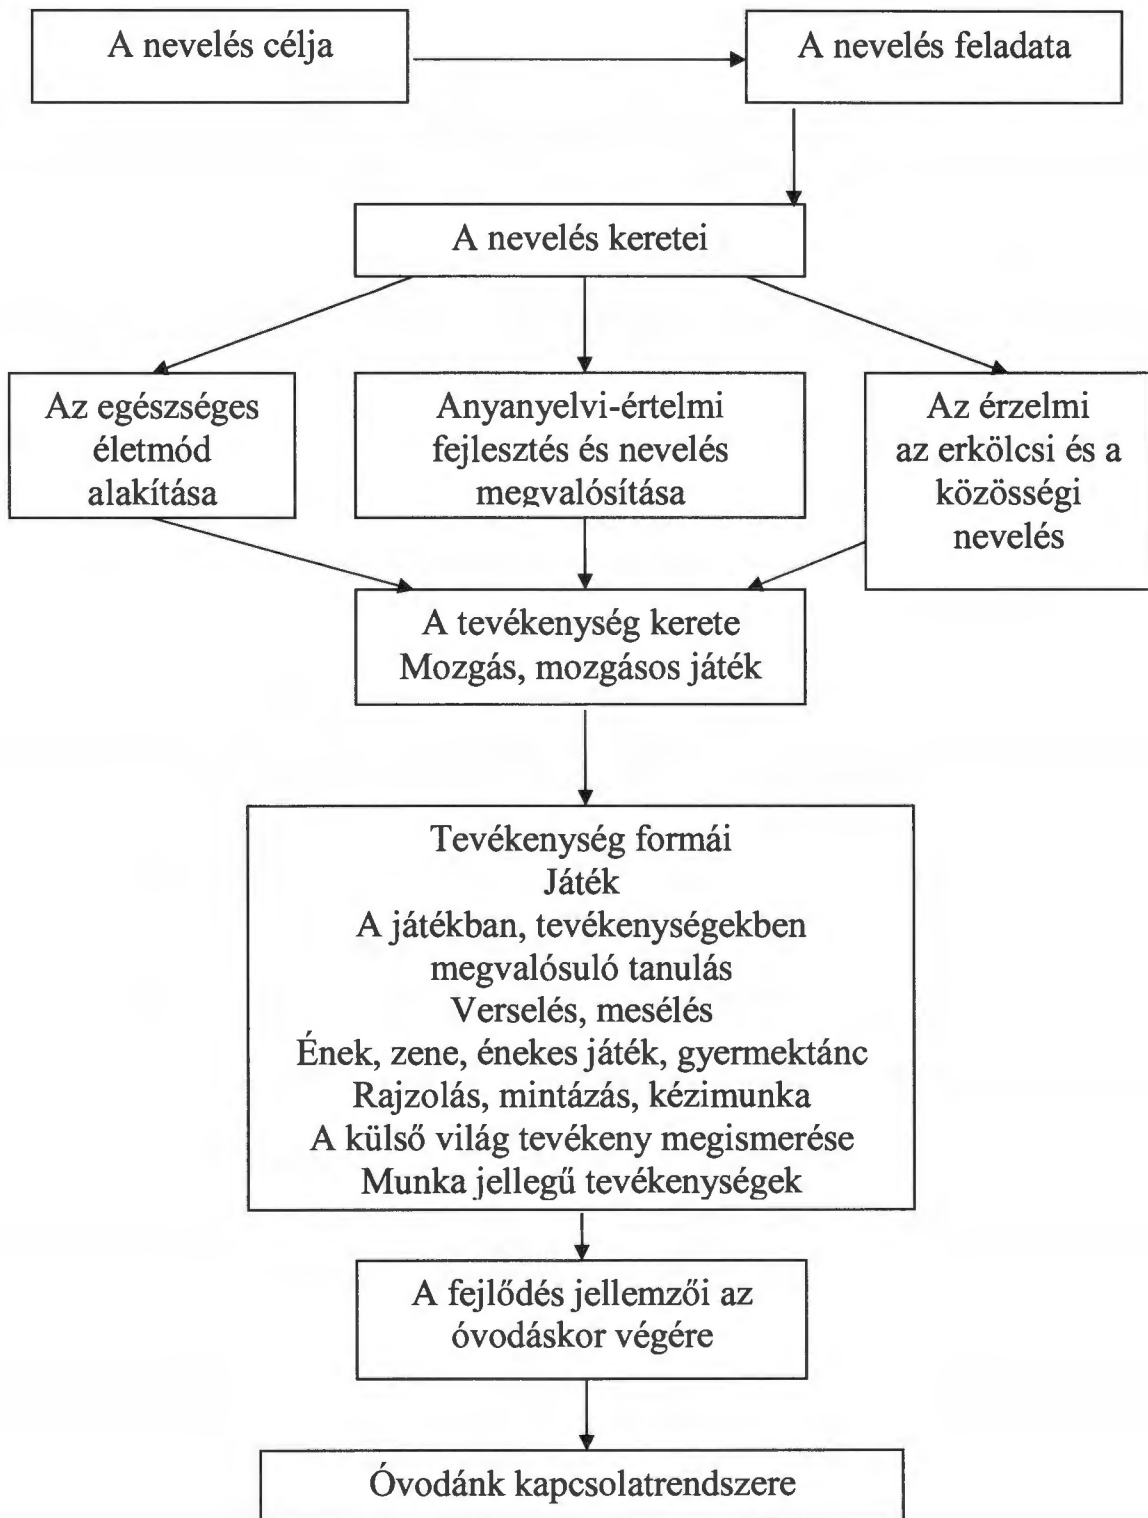 A nevelés célja
A nevelés feladata
A nevelés keretei
Az egészséges
életmód
alakítása
Anyanyelvi-értelmi
fejlesztés és nevelés
megvalósítása
Az érzelmi
az erkölcsi és a
közösségi
nevelés
A tevékenység kerete
Mozgás, mozgásos játék
Tevékenység formái
Játék
A játékban, tevékenységekben
megvalósuló tanulás
Verselés, mesélés
Ének, zene, énekes játék, gyermektánc
Rajzolás, mintázás, kézimunka
A külső világ tevékeny megismerése
Munka jellegű tevékenységek
A fejlődés jellemzői az
óvodáskor végére
Óvodánk kapcsolatrendszere